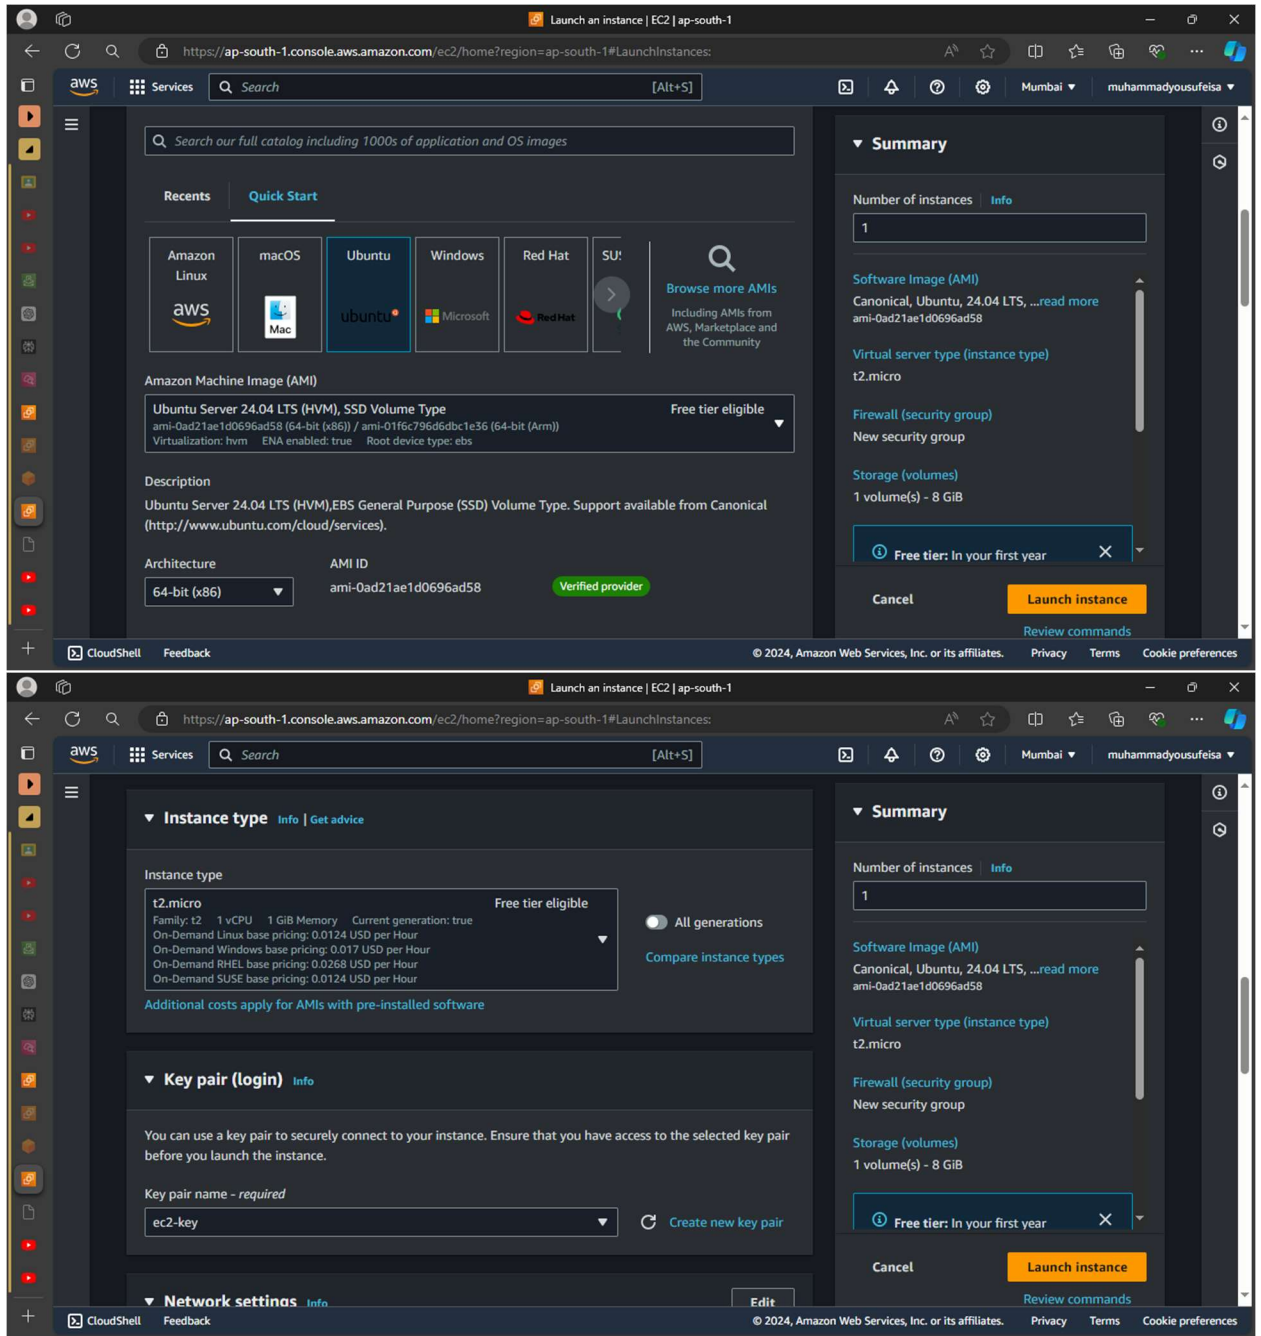 Launch an instance | EC2 | ap-south-1
https://ap-south-1.console.aws.amazon.com/ec2/home?region=ap-south-1#LaunchInstances:
aws
Services
Search
[Alt+S]
Mumbai ▼
muhammadyousufeisa ▼
Search our full catalog including 1000s of application and OS images
Recents
Quick Start
Amazon Linux
aws
macOS
Mac
Ubuntu
ubuntu
Windows
Microsoft
Red Hat
Red Hat
SUS
Browse more AMIs
Including AMIs from
AWS, Marketplace and
the Community
Amazon Machine Image (AMI)
Ubuntu Server 24.04 LTS (HVM), SSD Volume Type
Free tier eligible
ami-0ad21ae1d0696ad58 (64-bit (x86)) / ami-01f6c796d6dbc1e36 (64-bit (Arm))
Virtualization: hvm ENA enabled: true Root device type: ebs
Description
Ubuntu Server 24.04 LTS (HVM),EBS General Purpose (SSD) Volume Type. Support available from Canonical
(http://www.ubuntu.com/cloud/services).
Architecture
AMI ID
64-bit (x86)
ami-0ad21ae1d0696ad58
Verified provider
▼ Summary
Number of instances
Info
1
Software Image (AMI)
Canonical, Ubuntu, 24.04 LTS, ...read more
ami-0ad21ae1d0696ad58
Virtual server type (instance type)
t2.micro
Firewall (security group)
New security group
Storage (volumes)
1 volume(s) - 8 GiB
Free tier: In your first year
Cancel
Launch instance
Review commands
CloudShell
Feedback
© 2024, Amazon Web Services, Inc. or its affiliates.
Privacy
Terms
Cookie preferences
Launch an instance | EC2 | ap-south-1
https://ap-south-1.console.aws.amazon.com/ec2/home?region=ap-south-1#LaunchInstances:
aws
Services
Search
[Alt+S]
Mumbai ▼
muhammadyousufeisa ▼
▼ Instance type
Info | Get advice
Instance type
t2.micro
Free tier eligible
Family: t2 1 vCPU 1 GiB Memory Current generation: true
On-Demand Linux base pricing: 0.0124 USD per Hour
On-Demand Windows base pricing: 0.017 USD per Hour
On-Demand RHEL base pricing: 0.0268 USD per Hour
On-Demand SUSE base pricing: 0.0124 USD per Hour
All generations
Compare instance types
Additional costs apply for AMIs with pre-installed software
▼ Key pair (login)
Info
You can use a key pair to securely connect to your instance. Ensure that you have access to the selected key pair
before you launch the instance.
Key pair name - required
ec2-key
Create new key pair
▼ Network settings
Info
Edit
▼ Summary
Number of instances
Info
1
Software Image (AMI)
Canonical, Ubuntu, 24.04 LTS, ...read more
ami-0ad21ae1d0696ad58
Virtual server type (instance type)
t2.micro
Firewall (security group)
New security group
Storage (volumes)
1 volume(s) - 8 GiB
Free tier: In your first year
Cancel
Launch instance
Review commands
CloudShell
Feedback
© 2024, Amazon Web Services, Inc. or its affiliates.
Privacy
Terms
Cookie preferences